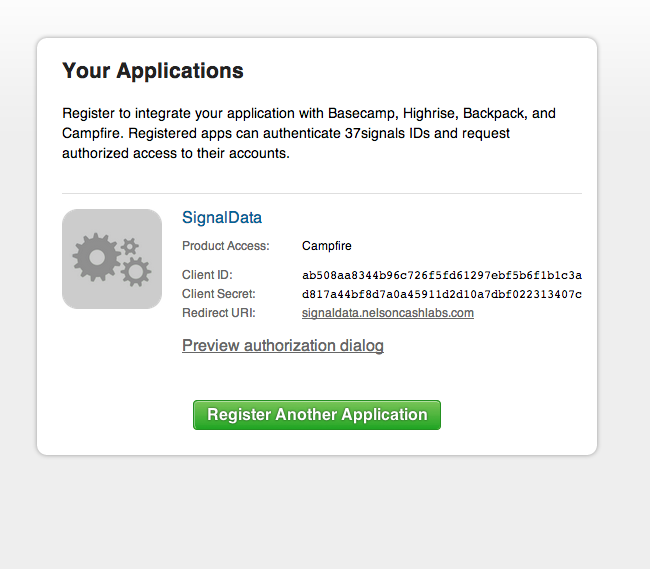 Your Applications
Register to integrate your application with Basecamp, Highrise, Backpack, and
Campfire. Registered apps can authenticate 37signals IDs and request
authorized access to their accounts.
SignalData
Product Access: Campfire
Client ID: ab508aa8344b96c726f5fd61297ebf5b6f1b1c3a
Client Secret: d817a44bf8d7a0a45911d2d10a7dbf022313407c
Redirect URI: signaldata.nelsoncashlabs.com
Preview authorization dialog
Register Another Application